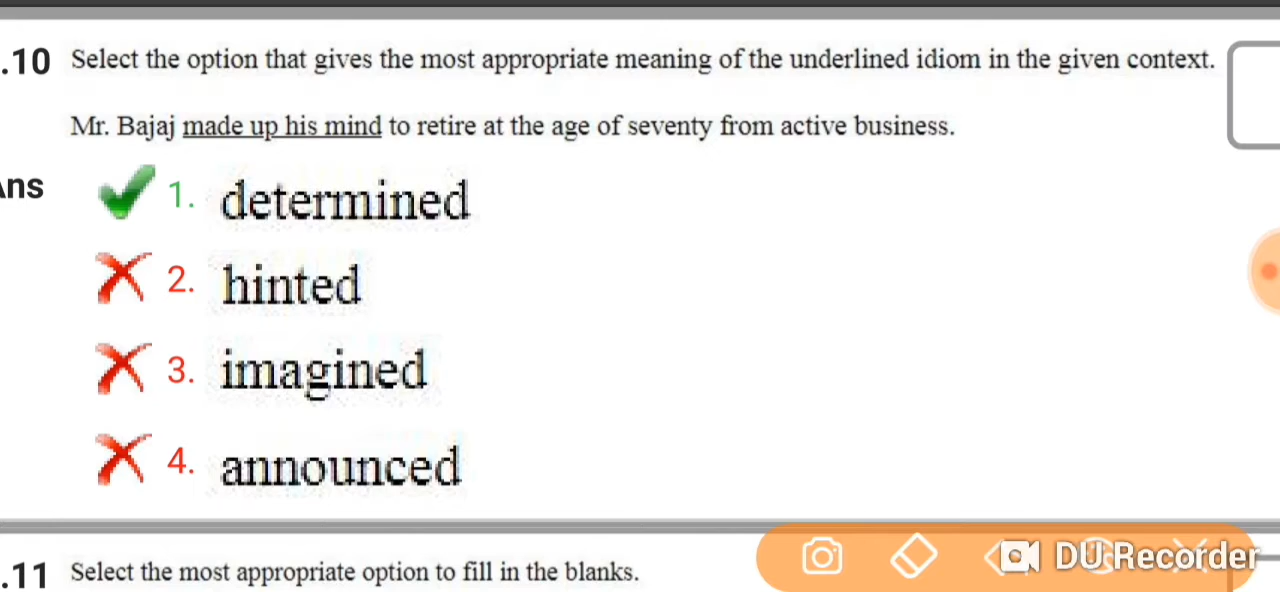 .10 Select the option that gives the most appropriate meaning of the underlined idiom in the given context.
Mr. Bajaj made up his mind to retire at the age of seventy from active business.
Ans
1. determined
2. hinted
3. imagined
4. announced
.11 Select the most appropriate option to fill in the blanks.
DU Recorder